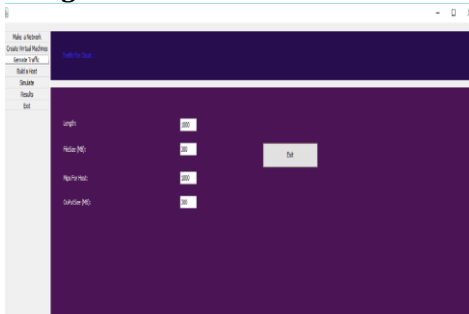 Make a Network
Create Virtual Machines
Generate Traffic
Build a Host
Simulate
Results
Exit
Traffic For Cloud
Length:
1000
FileSize (MB):
300
Exit
Mips For Host:
1000
OutputSize (MB):
300